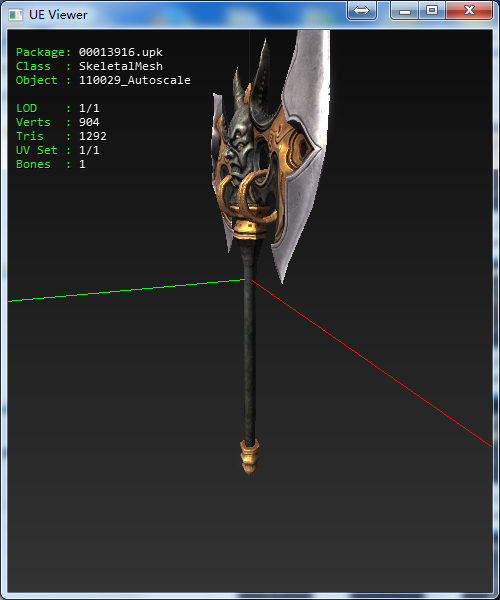 UE Viewer
Package: 00013916.upk
Class : SkeletalMesh
Object : 110029_Autoscale
LOD : 1/1
Verts : 904
Tris : 1292
UV Set : 1/1
Bones : 1